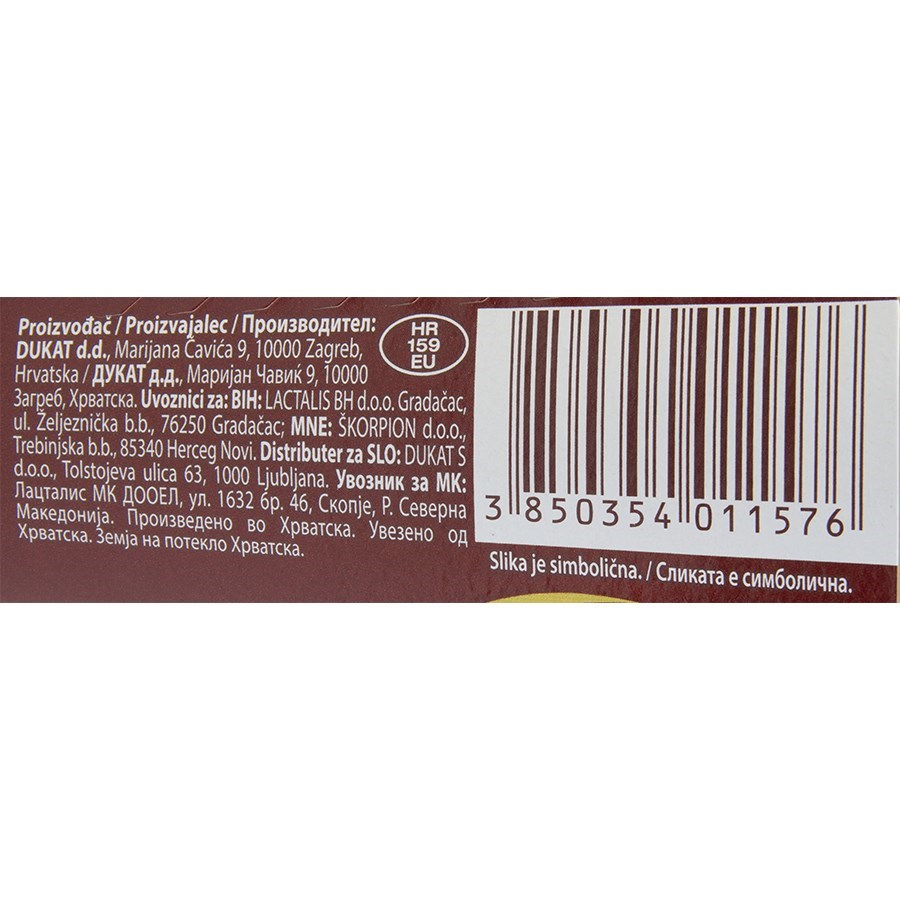 Proizvođač / Proizvajalec / Производител:
DUKAT d.d., Marijana Čavića 9, 10000 Zagreb,
Hrvatska / ДУКАТ д.д., Маријан Чавиќ 9, 10000
Загреб, Хрватска. Uvoznici za: BIH: LACTALIS BH d.o.o. Gradačac,
ul. Željeznička b.b., 76250 Gradačac; MNE: ŠKORPION d.o.o.,
Trebinjska b.b., 85340 Herceg Novi. Distributer za SLO: DUKAT S
d.o.o., Tolstojeva ulica 63, 1000 Ljubljana. Увозник за МК:
Лацталис МК ДООЕЛ, ул. 1632 бр. 46, Скопје, Р. Северна
Македонија. Произведено во Хрватска. Увезено од
Хрватска. Земја на потекло Хрватска.
HR
159
EU
3 850354 011576
Slika je simbolična. / Сликата е симболична.